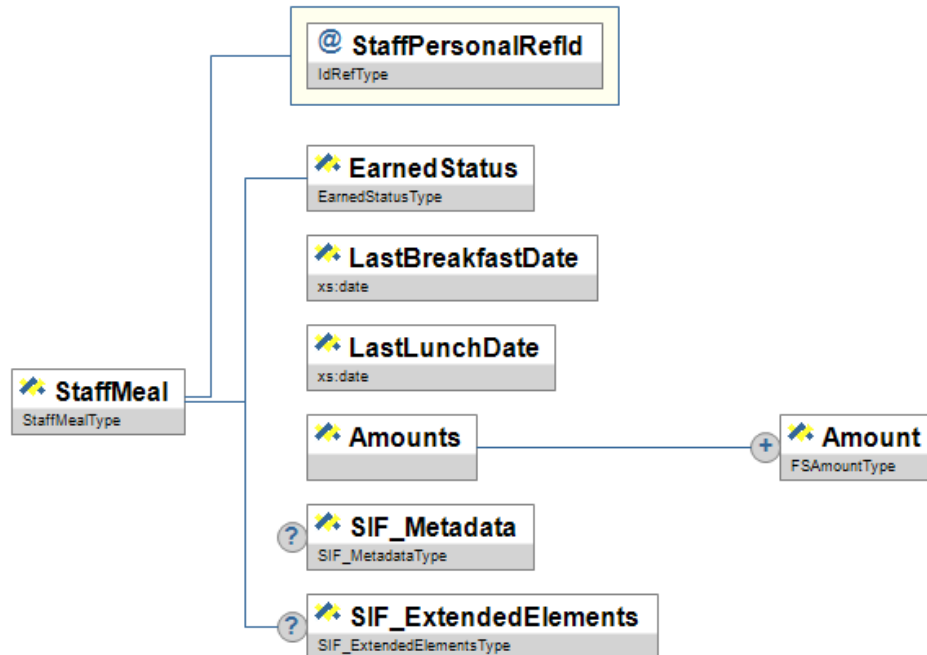 @ StaffPersonalRefId
IdRefType
EarnedStatus
EarnedStatusType
LastBreakfastDate
xs:date
LastLunchDate
xs:date
StaffMeal
StaffMealType
Amounts
+ Amount
FSAmountType
? SIF_Metadata
SIF_MetadataType
? SIF_ExtendedElements
SIF_ExtendedElementsType